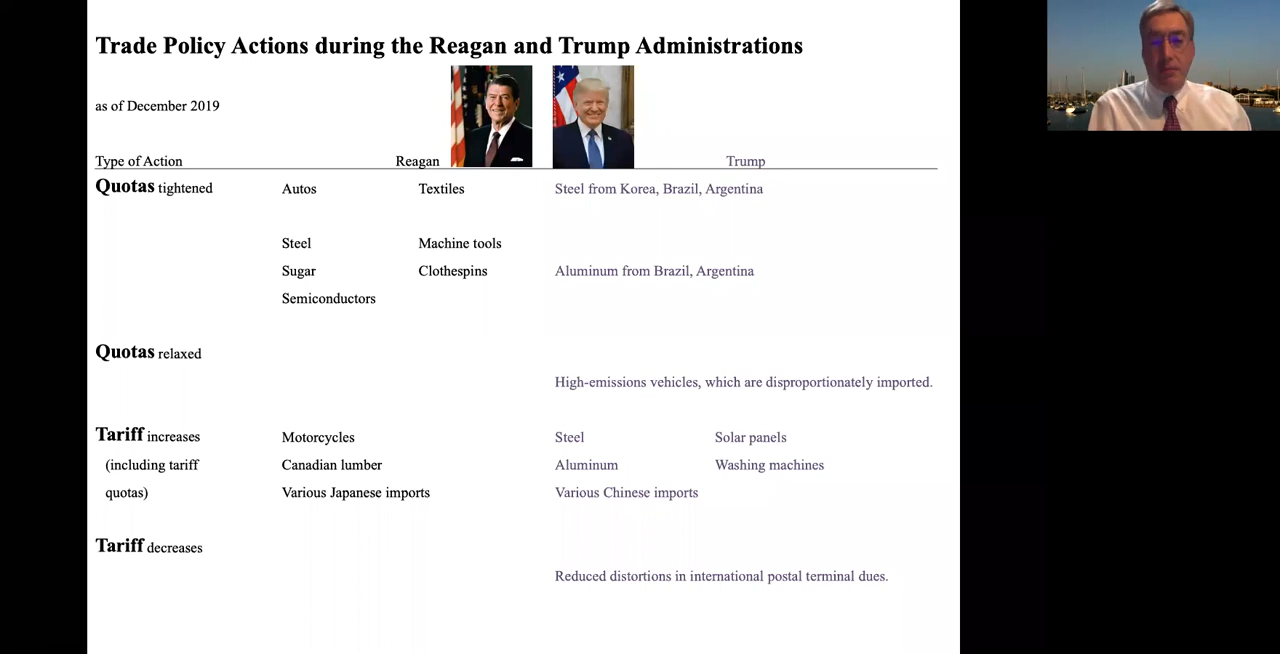 Trade Policy Actions during the Reagan and Trump Administrations
as of December 2019
Type of Action Reagan Trump
Quotas tightened Autos Textiles Steel from Korea, Brazil, Argentina
Steel Machine tools
Sugar Clothespins Aluminum from Brazil, Argentina
Semiconductors
Quotas relaxed
High-emissions vehicles, which are disproportionately imported.
Tariff increases Motorcycles Steel Solar panels
(including tariff Canadian lumber Aluminum Washing machines
quotas) Various Japanese imports Various Chinese imports
Tariff decreases
Reduced distortions in international postal terminal dues.